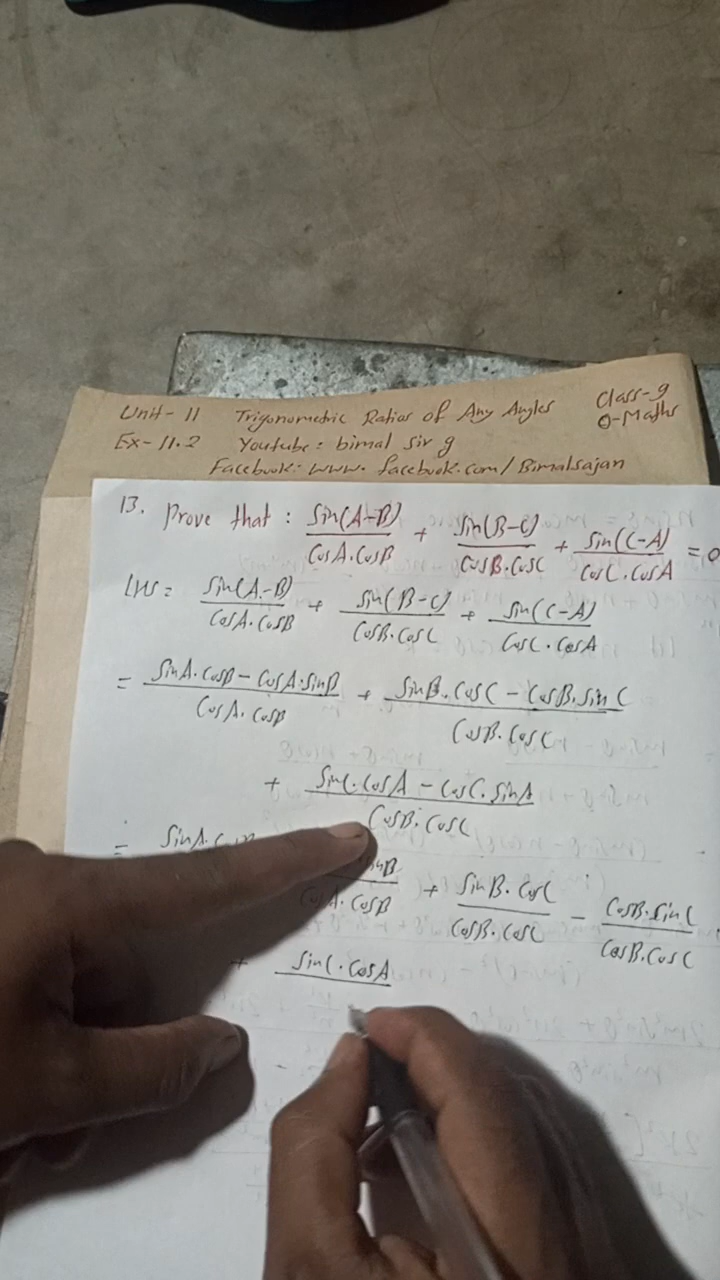 Unit-11 Trigonometric Ratios of Any Angles Class-9
Ex-11.2 Youtube: bimal sir g O-Maths
Facebook: www.facebook.com/Bimalsajan
13. Prove that : Sin(A-B)/CosA.CosB + Sin(B-C)/CosB.CosC + Sin(C-A)/CosC.CosA = 0
LHS = Sin(A-B)/CosA.CosB + Sin(B-C)/CosB.CosC + Sin(C-A)/CosC.CosA
= SinA.CosB - CosA.SinB/CosA.CosB + SinB.CosC - CosB.SinC/CosB.CosC
+ SinC.CosA - CosC.SinA/CosB.CosC
= SinA. /CosA.CosB + SinB.CosC/CosB.CosC - CosB.SinC/CosB.CosC
+ SinC.CosA